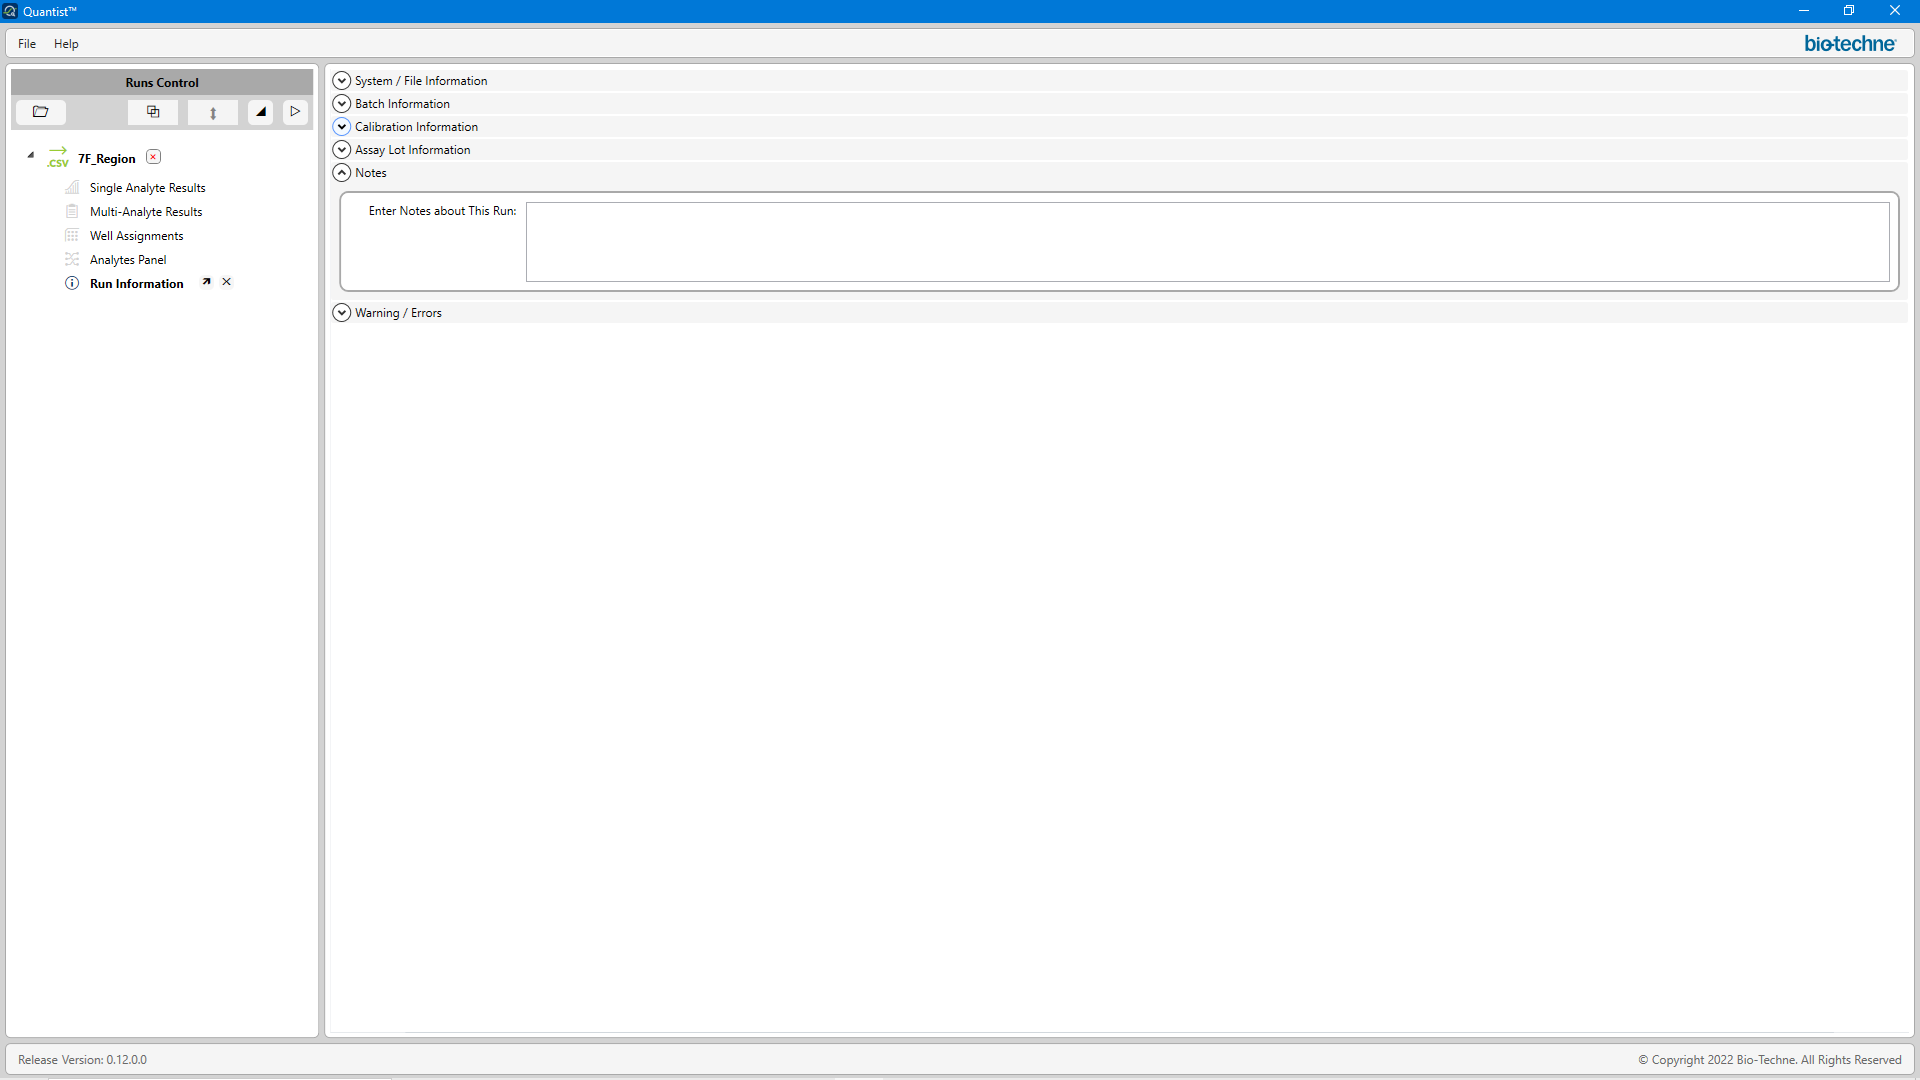 Quantist™
File Help
bio-techne®
Runs Control
.CSV 7F_Region
Single Analyte Results
Multi-Analyte Results
Well Assignments
Analytes Panel
Run Information
System / File Information
Batch Information
Calibration Information
Assay Lot Information
Notes
Enter Notes about This Run:
Warning / Errors
Release Version: 0.12.0.0
© Copyright 2022 Bio-Techne. All Rights Reserved